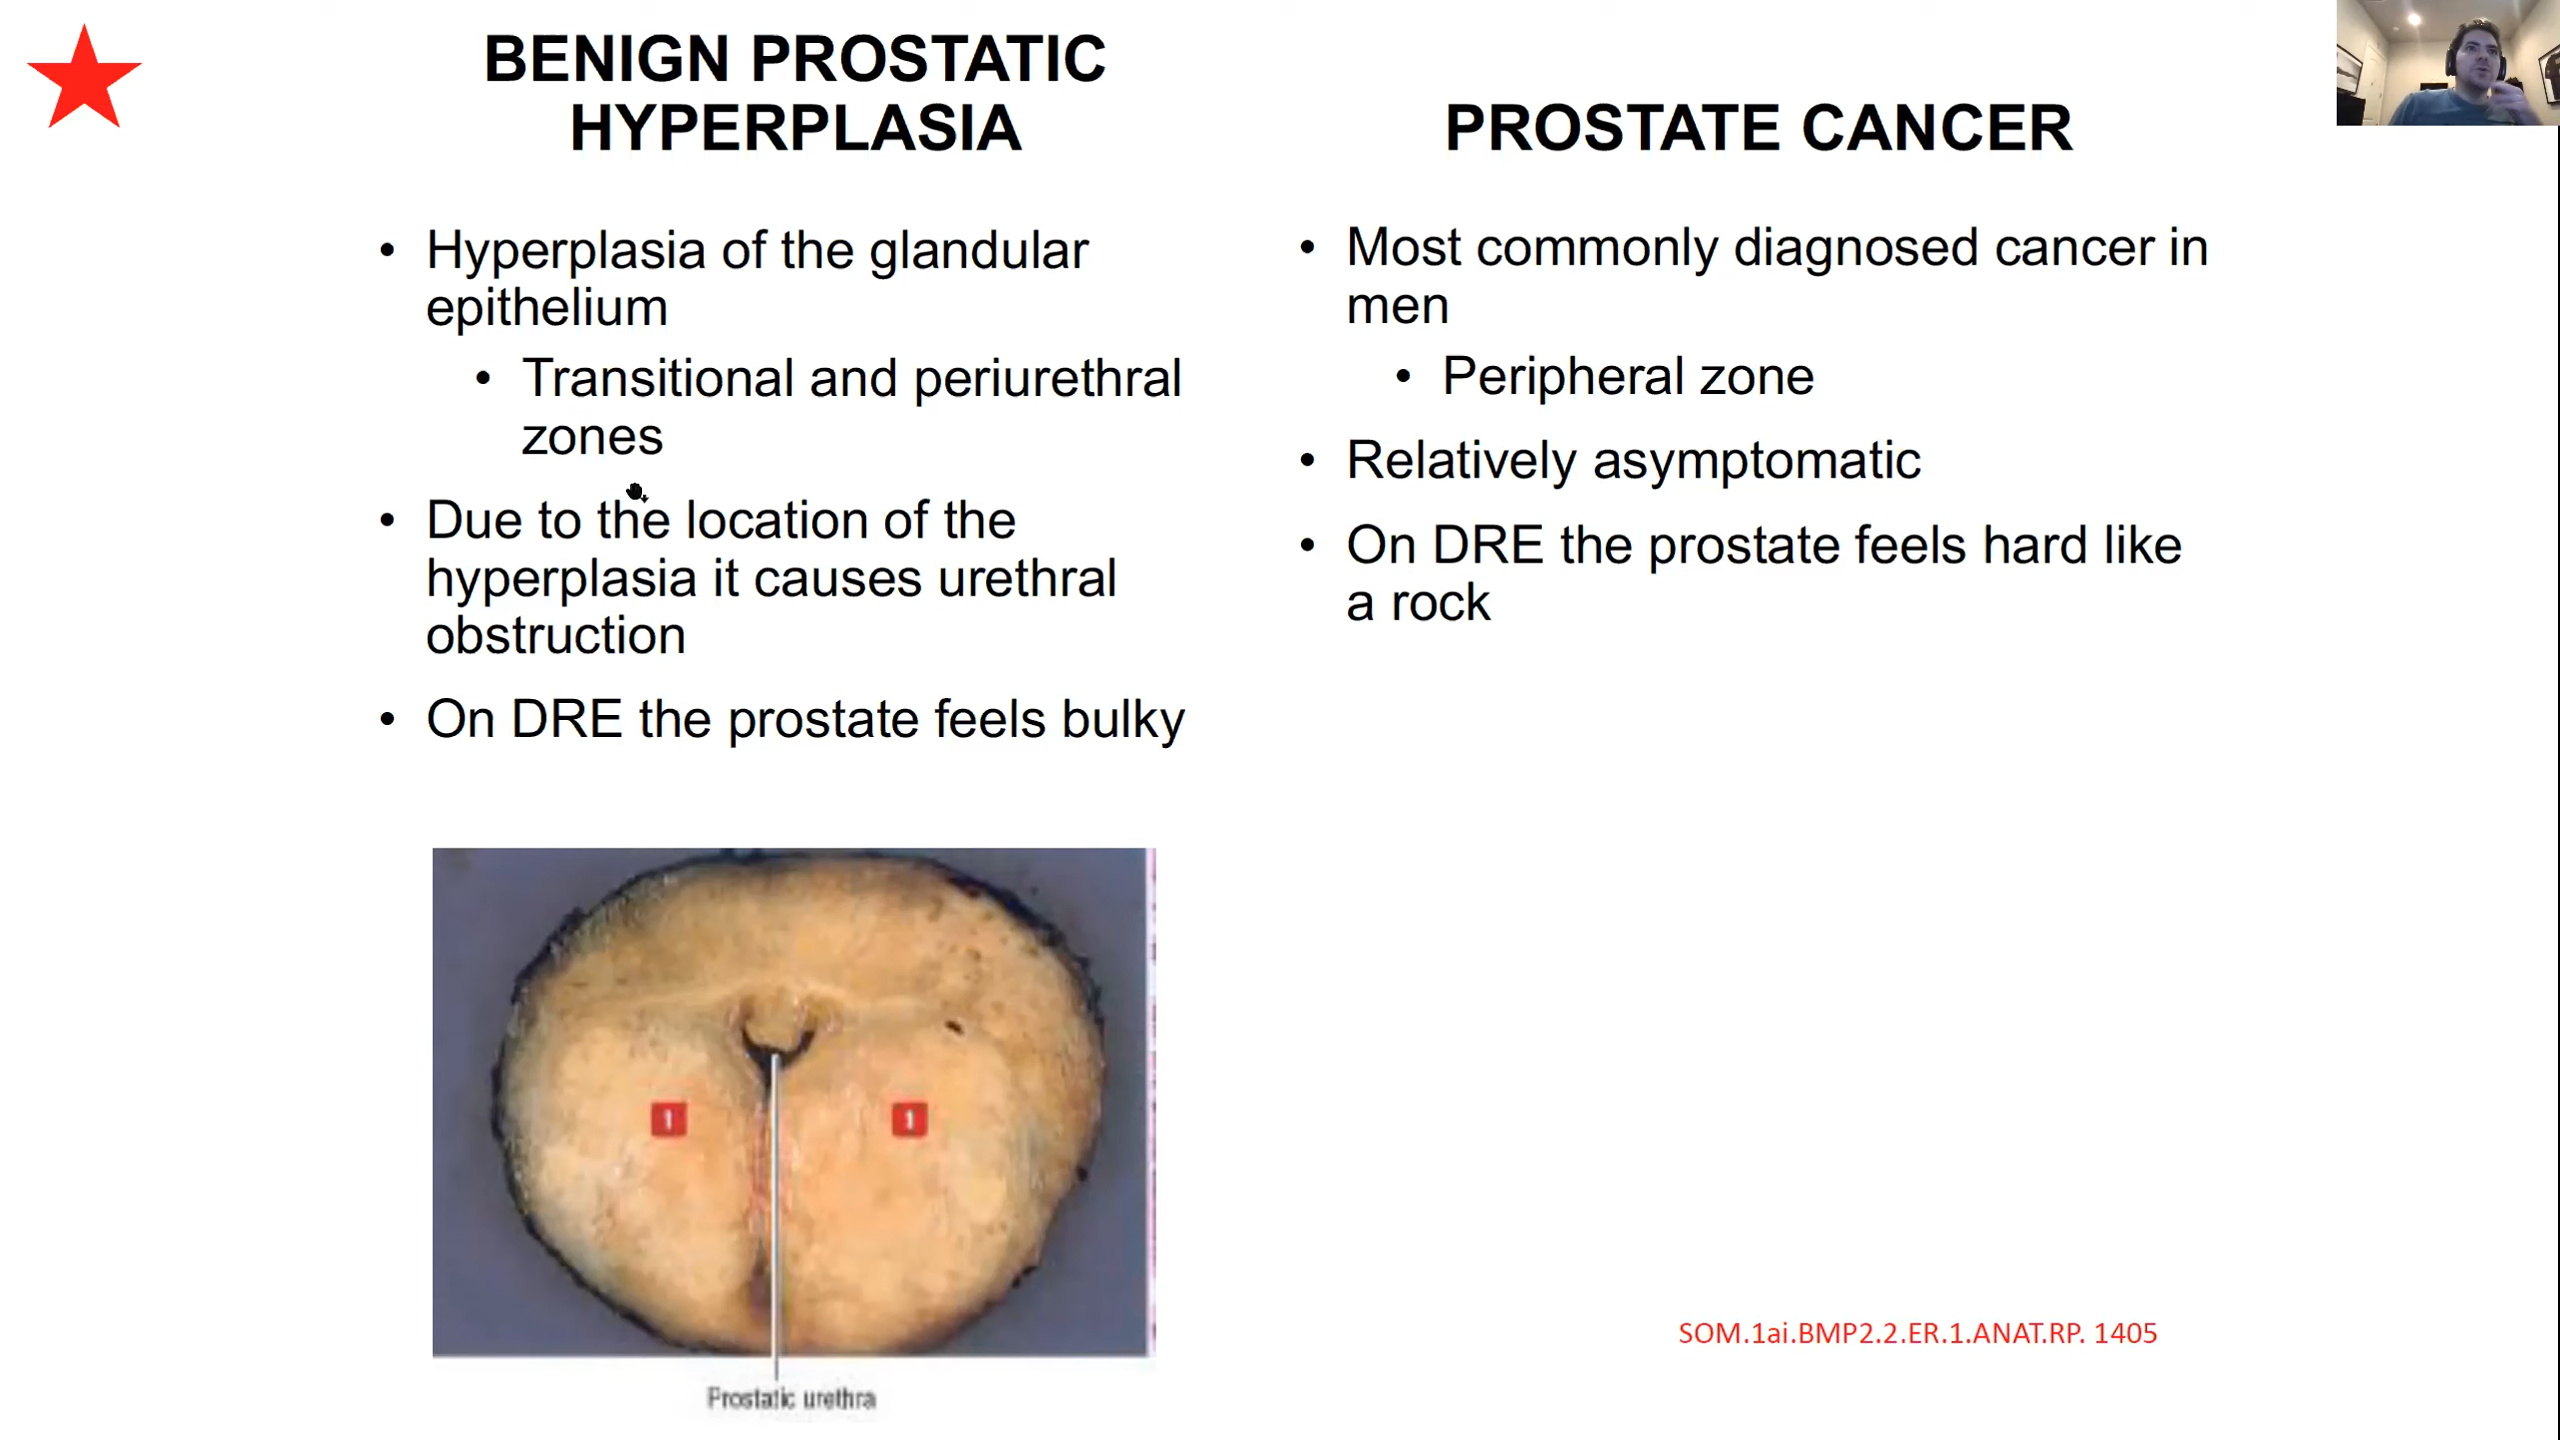 BENIGN PROSTATIC
HYPERPLASIA
• Hyperplasia of the glandular
epithelium
• Transitional and periurethral
zones
• Due to the location of the
hyperplasia it causes urethral
obstruction
• On DRE the prostate feels bulky
1
1
Prostatic urethra
PROSTATE CANCER
• Most commonly diagnosed cancer in
men
• Peripheral zone
• Relatively asymptomatic
• On DRE the prostate feels hard like
a rock
SOM.1ai.BMP2.2.ER.1.ANAT.RP. 1405